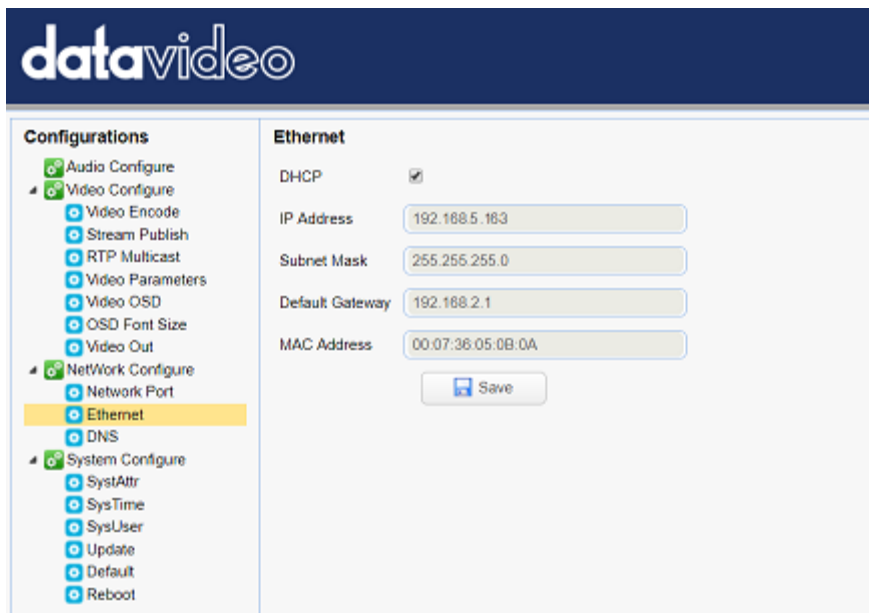 datavideo
Configurations
Audio Configure
Video Configure
Video Encode
Stream Publish
RTP Multicast
Video Parameters
Video OSD
OSD Font Size
Video Out
NetWork Configure
Network Port
Ethernet
DNS
System Configure
SystAttr
SysTime
SysUser
Update
Default
Reboot
Ethernet
DHCP
IP Address 192.168.5.163
Subnet Mask 255.255.255.0
Default Gateway 192.168.2.1
MAC Address 00:07:36:05:0B:0A
Save